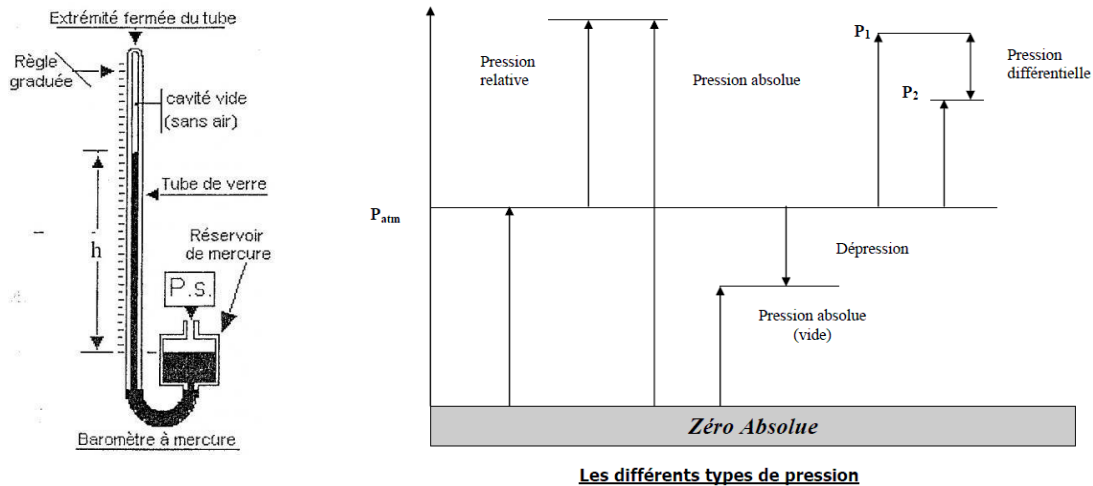 Extrémité fermée du tube
Règle
graduée
cavité vide
(sans air)
Tube de verre
h
Réservoir
de mercure
P.s.
Baromètre à mercure
Pression
relative
Pression absolue
P1
P2
Pression
différentielle
Patm
Dépression
Pression absolue
(vide)
Zéro Absolue
Les différents types de pression